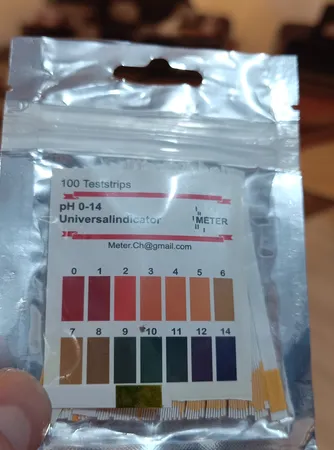 100 Teststrips
pH 0-14
Universalindicator
METER
Meter.Ch@gmail.com
0 1 2 3 4 5 6
7 8 9 10 11 12 14